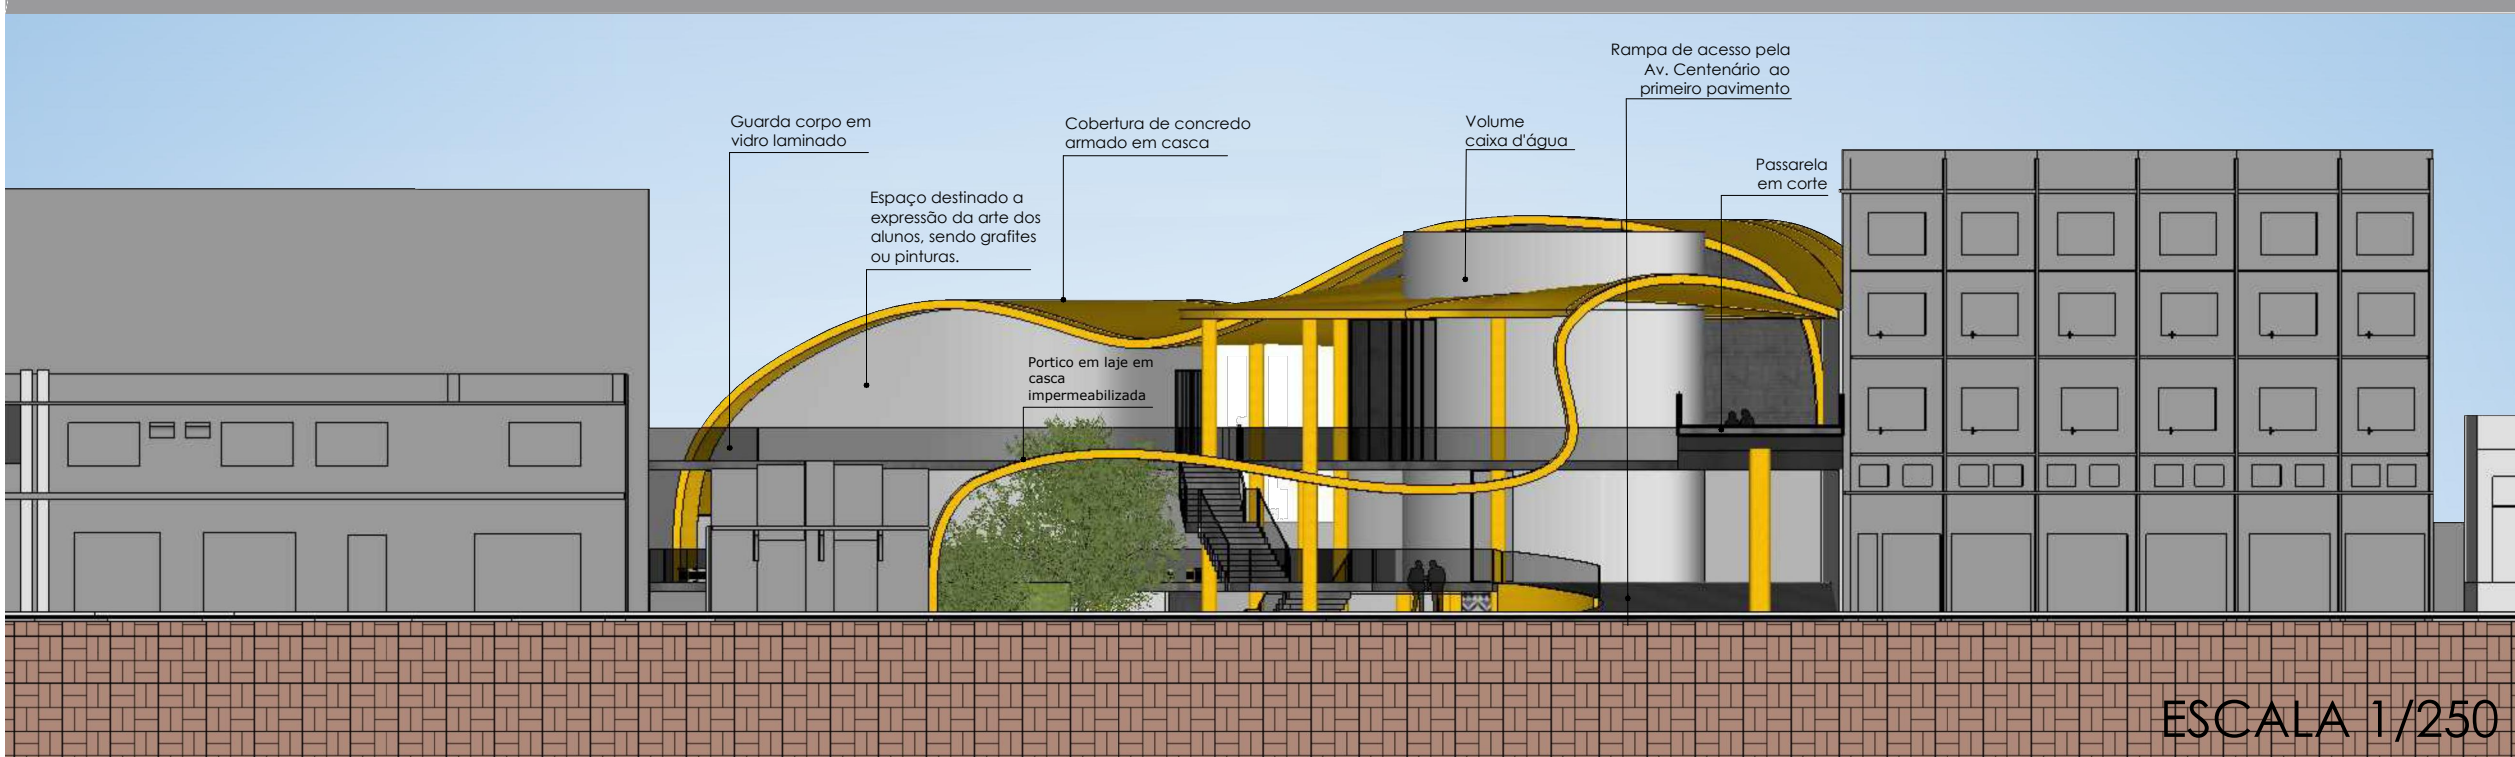 Rampa de acesso pela
Av. Centenário ao
primeiro pavimento
Guarda corpo em
vidro laminado
Cobertura de concredo
armado em casca
Volume
caixa d'água
Passarela
em corte
Espaço destinado a
expressão da arte dos
alunos, sendo grafites
ou pinturas.
Portico em laje em
casca
impermeabilizada
ESCALA 1/250